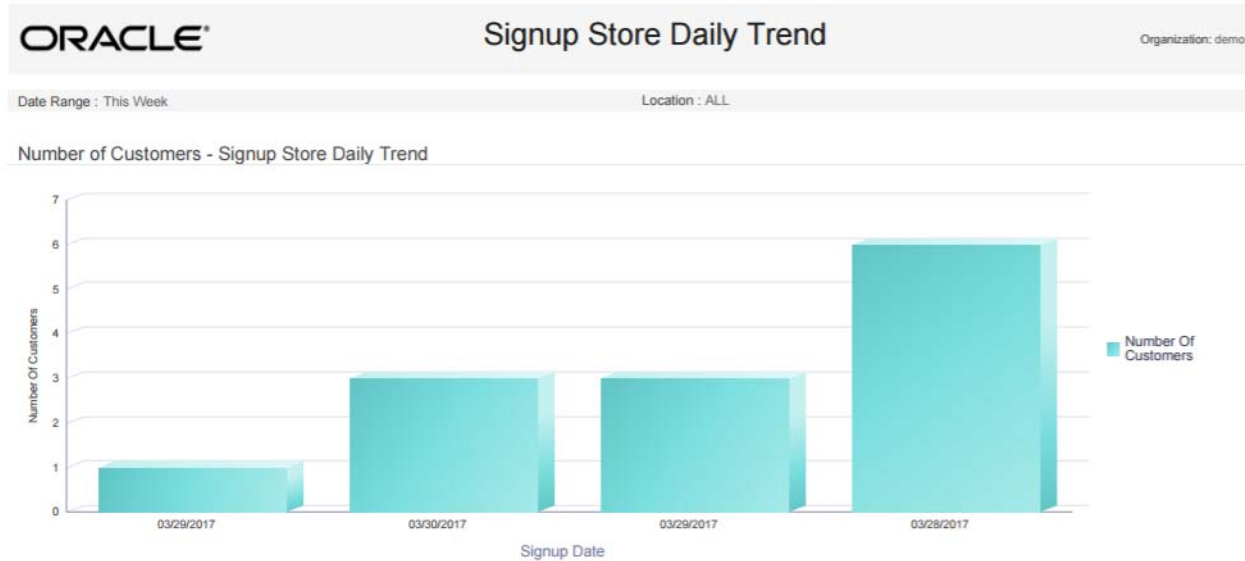 ORACLE®
Signup Store Daily Trend
Organization: demo
Date Range : This Week
Location : ALL
Number of Customers - Signup Store Daily Trend
7
6
5
4
3
2
1
0
Number Of Customers
03/29/2017
03/30/2017
03/29/2017
03/28/2017
Signup Date
Number Of
Customers